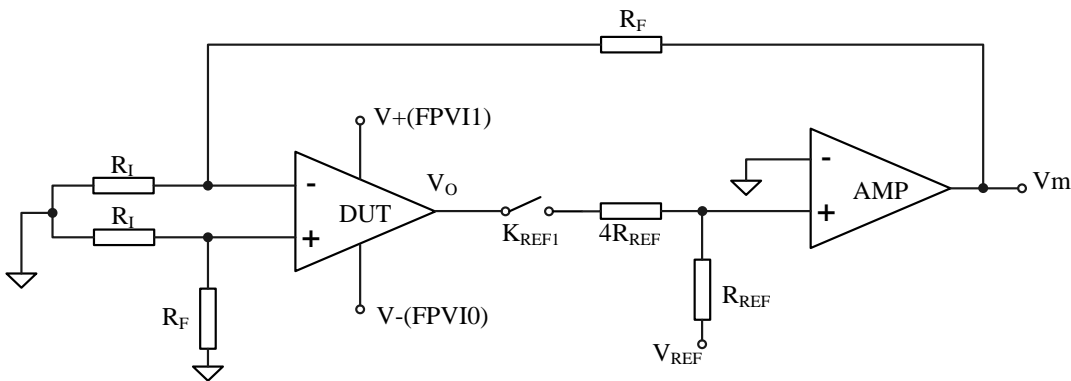 R_F
V+(FPVI1)
R_I
-
V_O
-
Vm
DUT
AMP
R_I
+
+
K_REF1
4R_REF
R_REF
R_F
V-(FPVI0)
V_REF